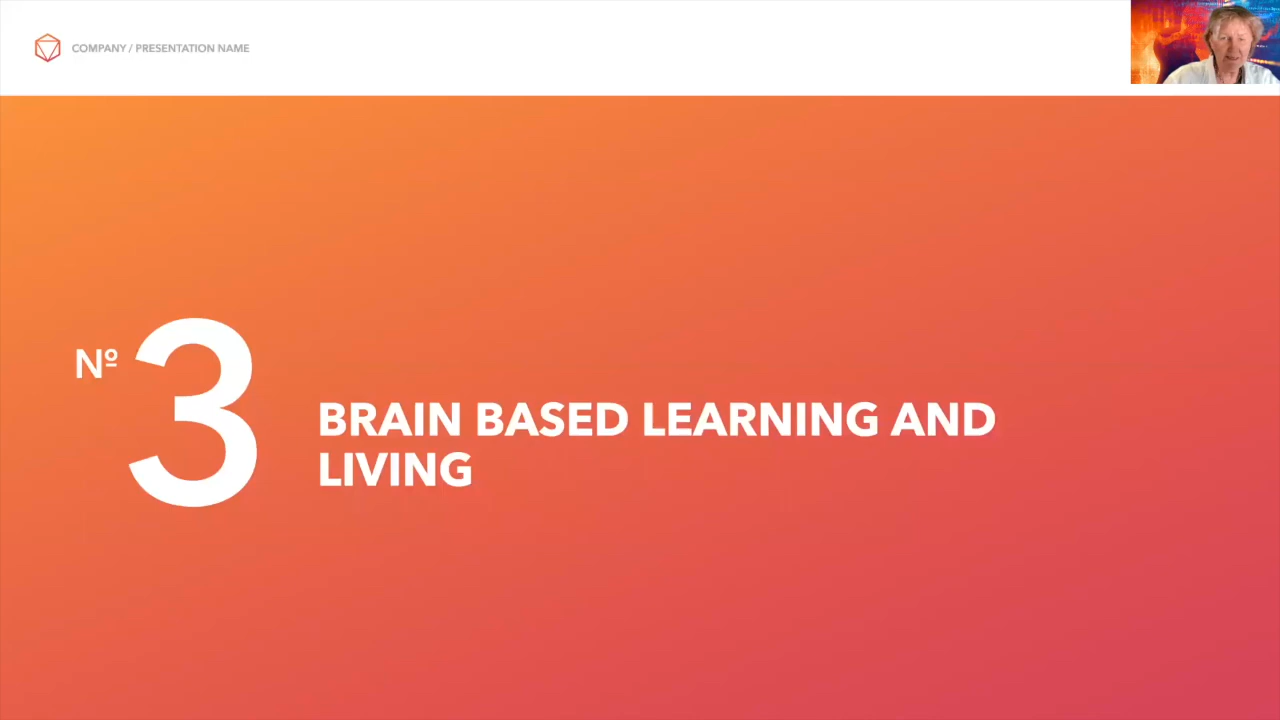 COMPANY / PRESENTATION NAME
Nº 3
BRAIN BASED LEARNING AND
LIVING